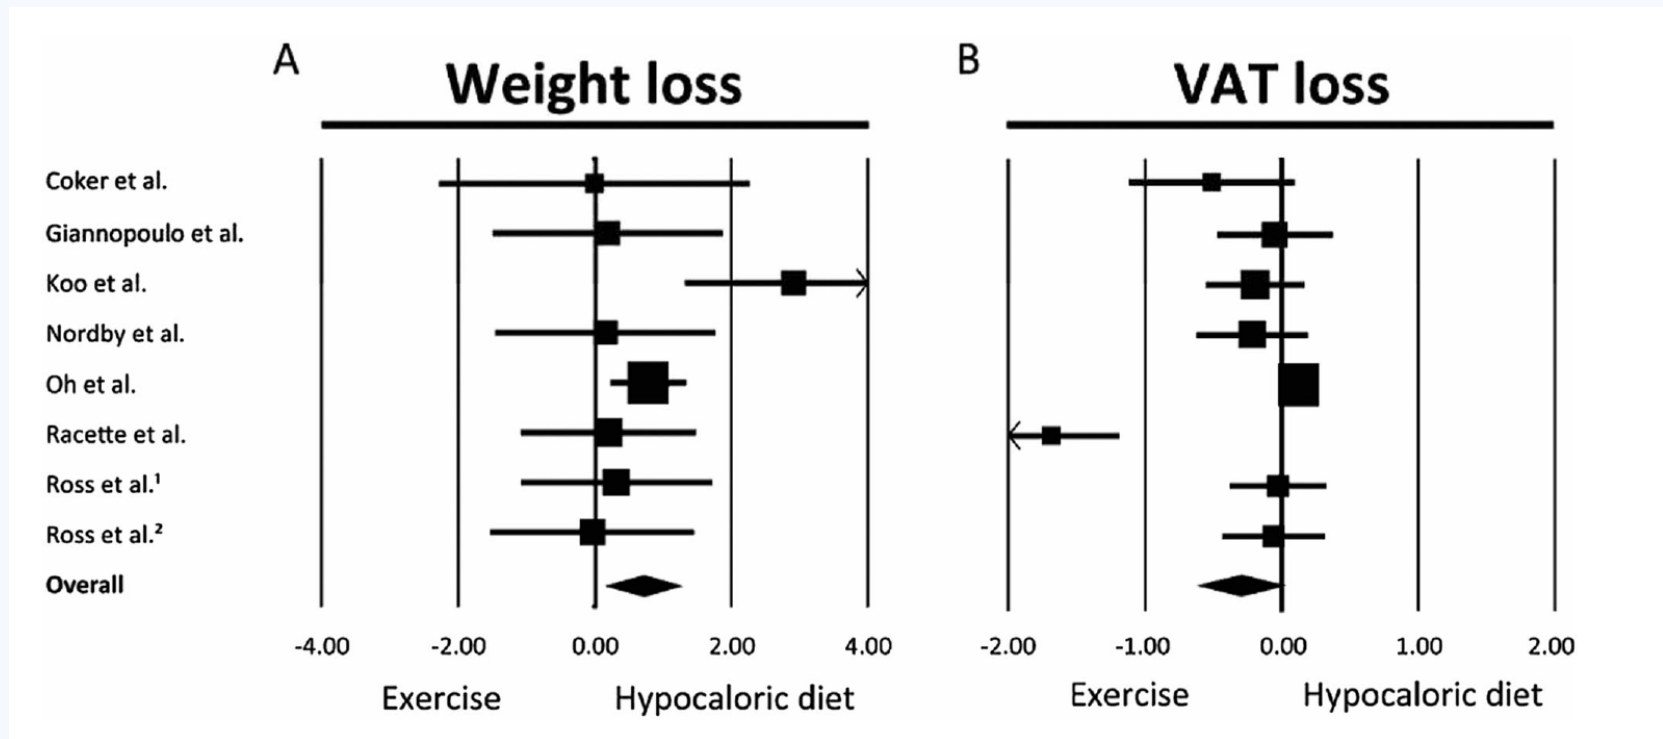 A
Weight loss
B
VAT loss
Coker et al.
Giannopoulo et al.
Koo et al.
Nordby et al.
Oh et al.
Racette et al.
Ross et al.¹
Ross et al.²
Overall
-4.00 -2.00 0.00 2.00 4.00
-2.00 -1.00 0.00 1.00 2.00
Exercise Hypocaloric diet
Exercise Hypocaloric diet